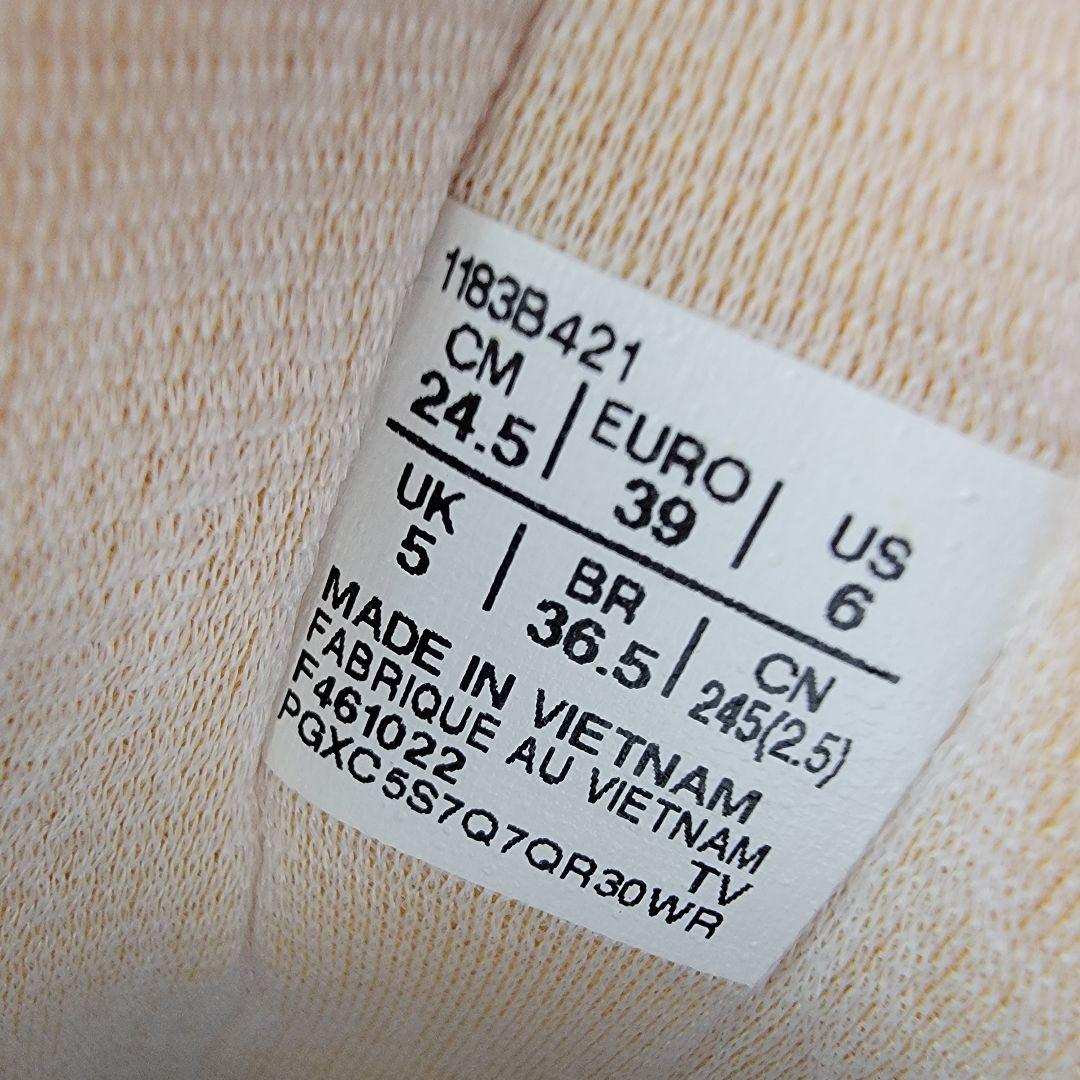 1183B421
CM | EURO | US
24.5 39 6
UK | BR | CN
5 36.5 245(2.5)
MADE IN VIETNAM
FABRIQUE AU VIETNAM
F461022 TV
PGXC5S7Q7QR30WR